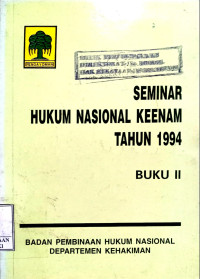 SEMINAR
HUKUM NASIONAL KEENAM
TAHUN 1994
BUKU II
BADAN PEMBINAAN HUKUM NASIONAL
DEPARTEMEN KEHAKIMAN